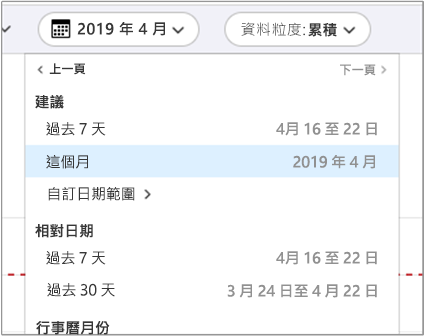 2019 年 4 月 資料粒度:累積
上一頁 下一頁
建議
過去 7 天 4月 16 至 22 日
這個月 2019 年 4 月
自訂日期範圍
相對日期
過去 7 天 4月 16 至 22 日
過去 30 天 3 月 24 日至 4 月 22 日
行事曆月份